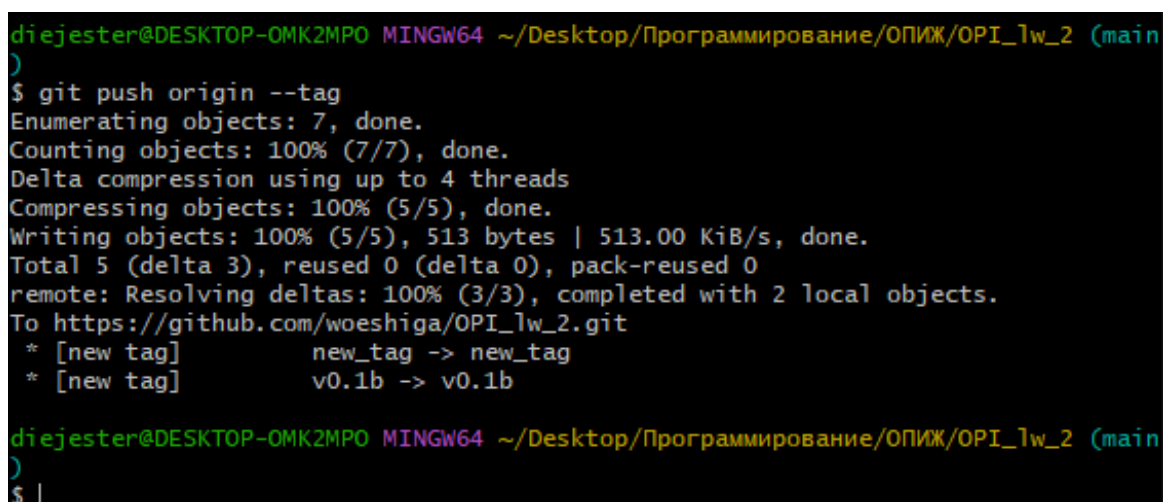 diejester@DESKTOP-OMK2MPO MINGW64 ~/Desktop/Программирование/ОПИЖ/OPI_lw_2 (main
)
$ git push origin --tag
Enumerating objects: 7, done.
Counting objects: 100% (7/7), done.
Delta compression using up to 4 threads
Compressing objects: 100% (5/5), done.
Writing objects: 100% (5/5), 513 bytes | 513.00 KiB/s, done.
Total 5 (delta 3), reused 0 (delta 0), pack-reused 0
remote: Resolving deltas: 100% (3/3), completed with 2 local objects.
To https://github.com/woeshiga/OPI_lw_2.git
 * [new tag]         new_tag -> new_tag
 * [new tag]         v0.1b -> v0.1b

diejester@DESKTOP-OMK2MPO MINGW64 ~/Desktop/Программирование/ОПИЖ/OPI_lw_2 (main
)
$